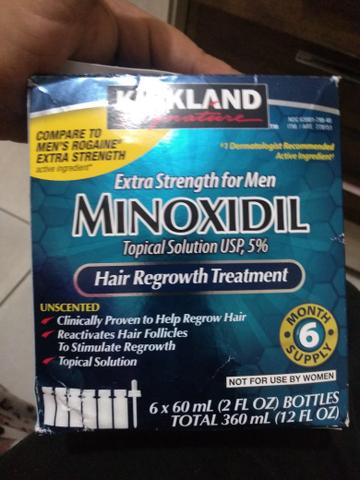 KIRKLAND
Signature
TM
COMPARE TO
MEN'S ROGAINE®
EXTRA STRENGTH
active ingredient*
#1 Dermatologist Recommended
Active Ingredient†
Extra Strength for Men
MINOXIDIL
Topical Solution USP, 5%
Hair Regrowth Treatment
UNSCENTED
Clinically Proven to Help Regrow Hair
Reactivates Hair Follicles
To Stimulate Regrowth
Topical Solution
MONTH
6
SUPPLY
NOT FOR USE BY WOMEN
6 x 60 mL (2 FL OZ) BOTTLES
TOTAL 360 mL (12 FL OZ)